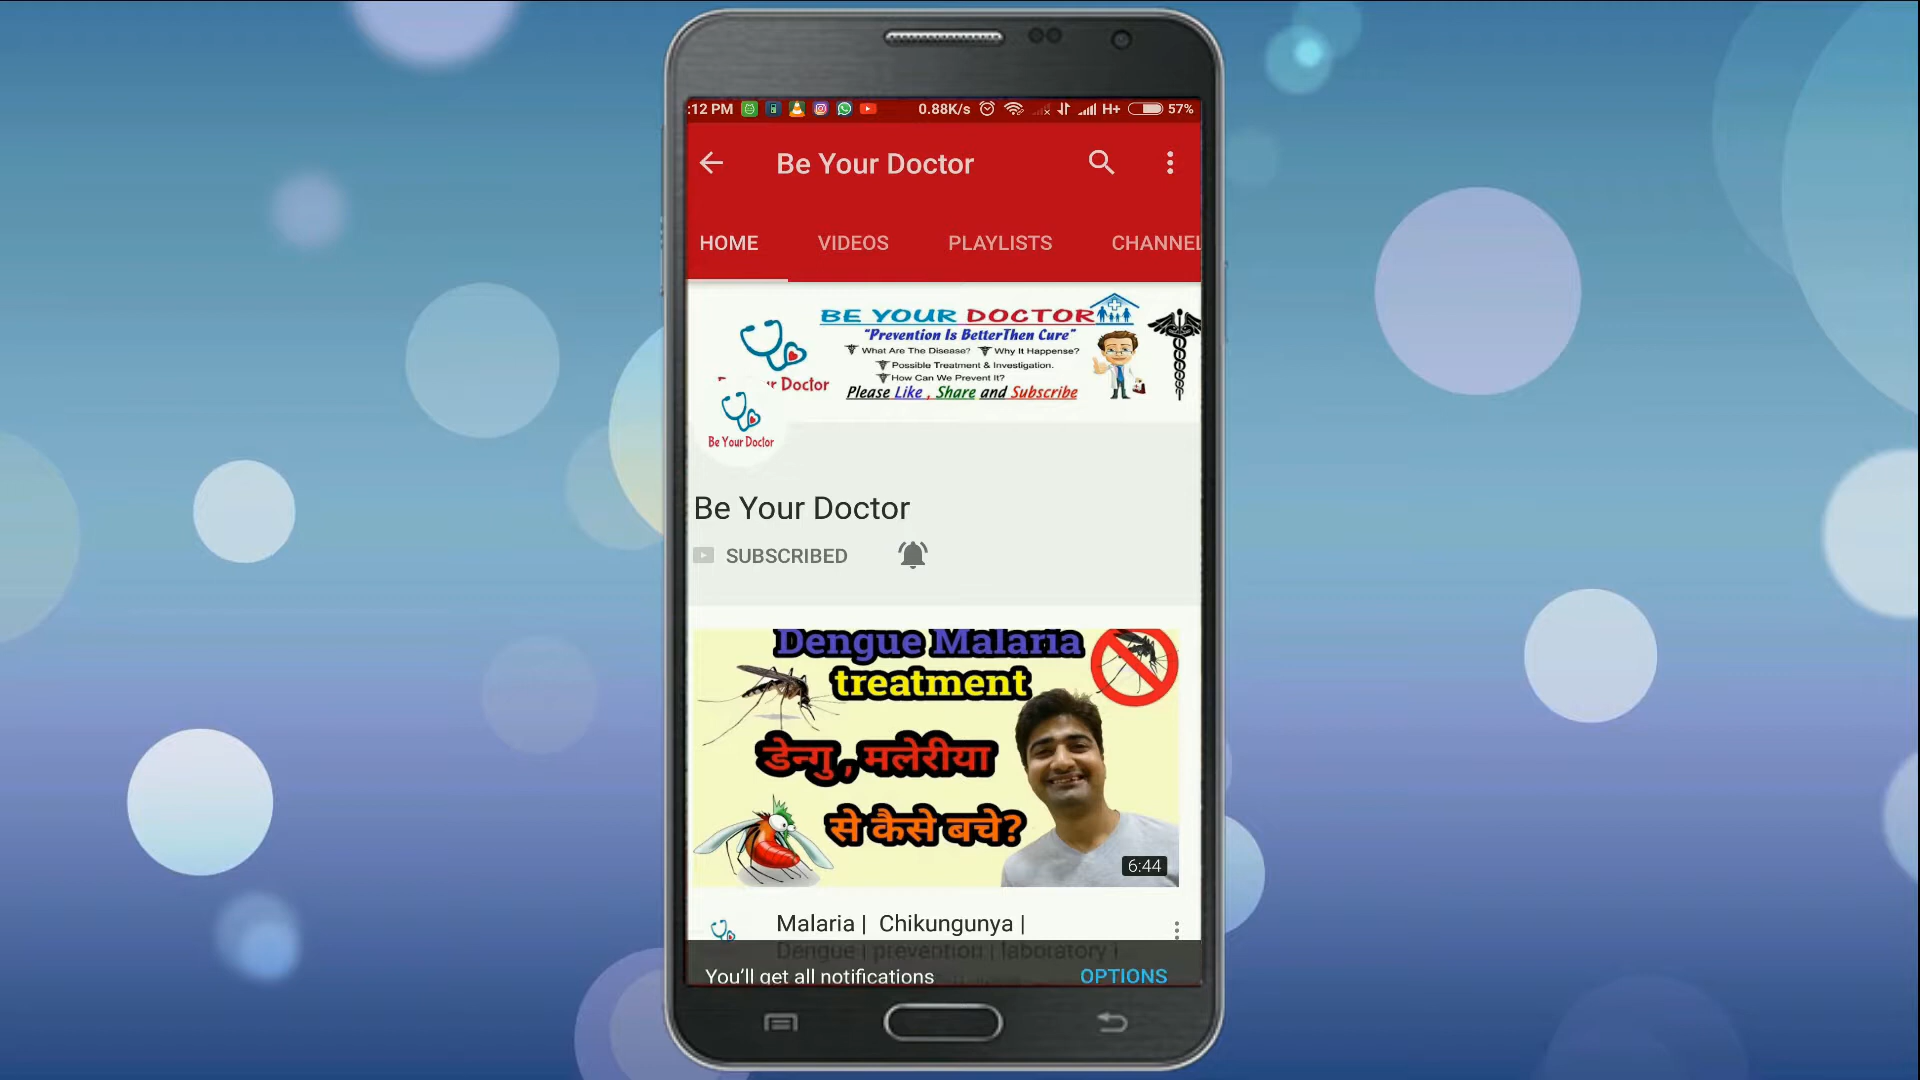 :12 PM 0.88K/s H+ 57%
Be Your Doctor
HOME VIDEOS PLAYLISTS CHANNEL
BE YOUR DOCTOR
"Prevention Is BetterThen Cure"
What Are The Disease? Why It Happense?
Possible Treatment & Investigation.
How Can We Prevent It?
Please Like , Share and Subscribe
Doctor
Be Your Doctor
Be Your Doctor
SUBSCRIBED
Dengue Malaria
treatment
डेन्गु , मलेरीया
से कैसे बचे?
6:44
Malaria | Chikungunya |
Dengue | prevention | laboratory i
You'll get all notifications OPTIONS